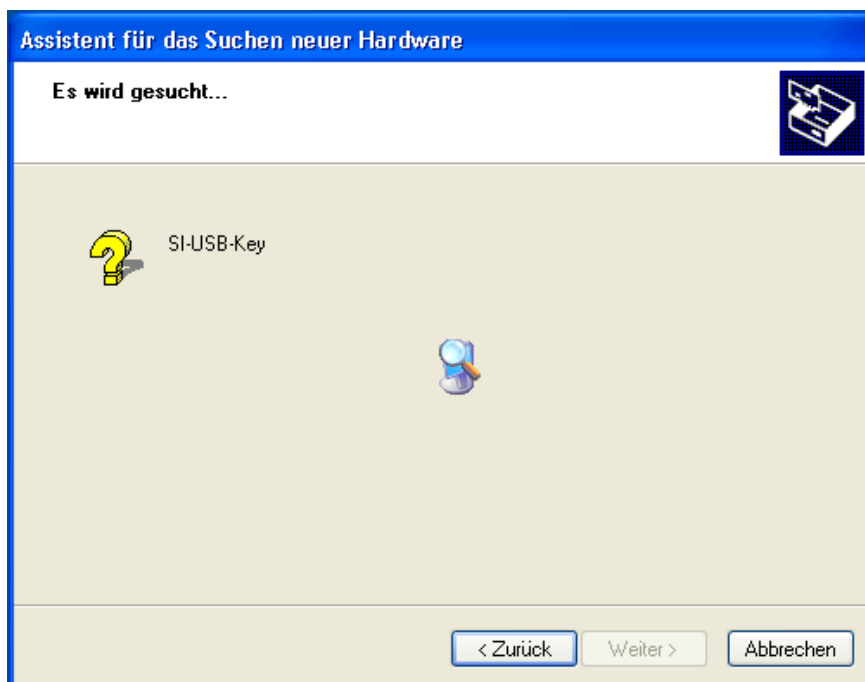 Assistent für das Suchen neuer Hardware
Es wird gesucht...
SI-USB-Key
< Zurück
Weiter >
Abbrechen